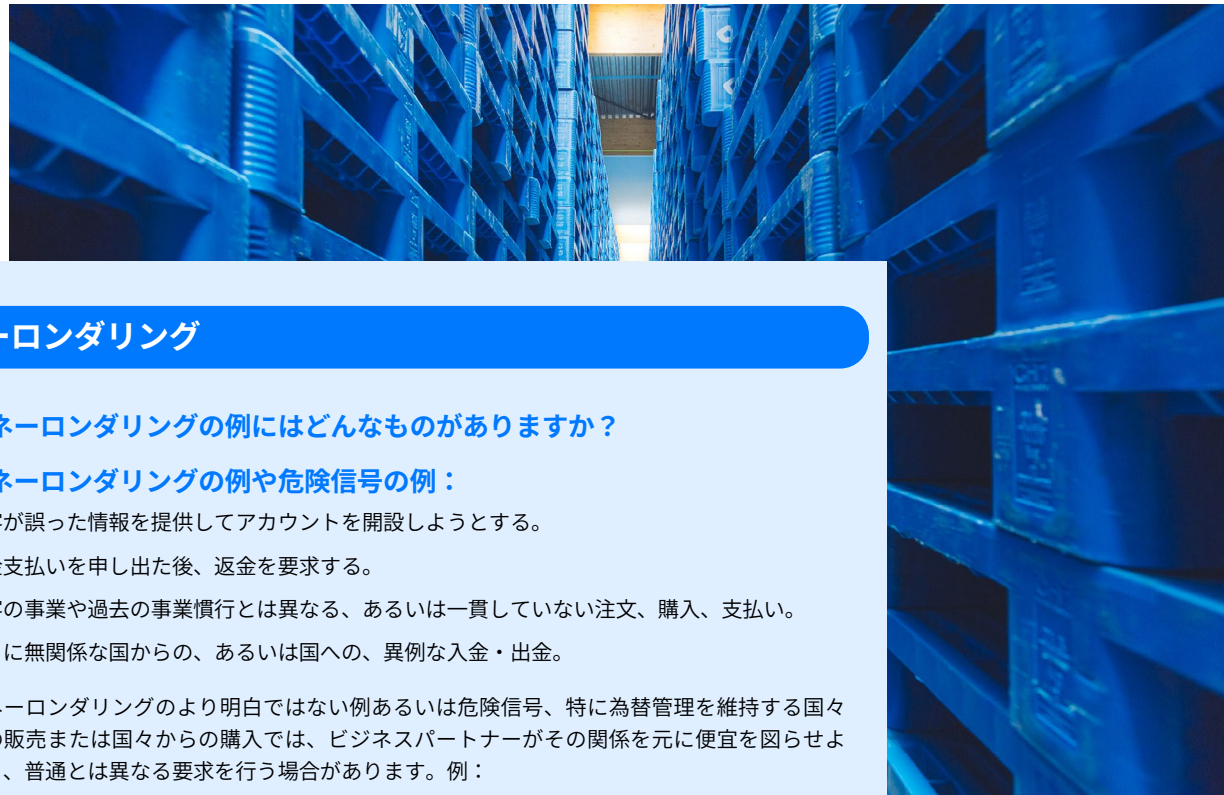 ーロンダリング
ネーロンダリングの例にはどんなものがありますか？
ネーロンダリングの例や危険信号の例：
が誤った情報を提供してアカウントを開設しようとする。
支払いを申し出た後、返金を要求する。
の事業や過去の事業慣行とは異なる、あるいは一貫していない注文、購入、支払い。
に無関係な国からの、あるいは国への、異例な入金・出金。
ーロンダリングのより明白ではない例あるいは危険信号、特に為替管理を維持する国々
販売または国々からの購入では、ビジネスパートナーがその関係を元に便宜を図らせよ
、普通とは異なる要求を行う場合があります。例：